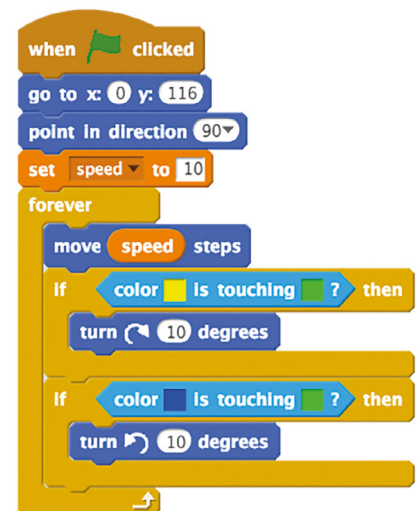 when clicked
go to x: 0 y: 116
point in direction 90
set speed to 10
forever
move speed steps
if color is touching ? then
turn 10 degrees
if color is touching ? then
turn 10 degrees